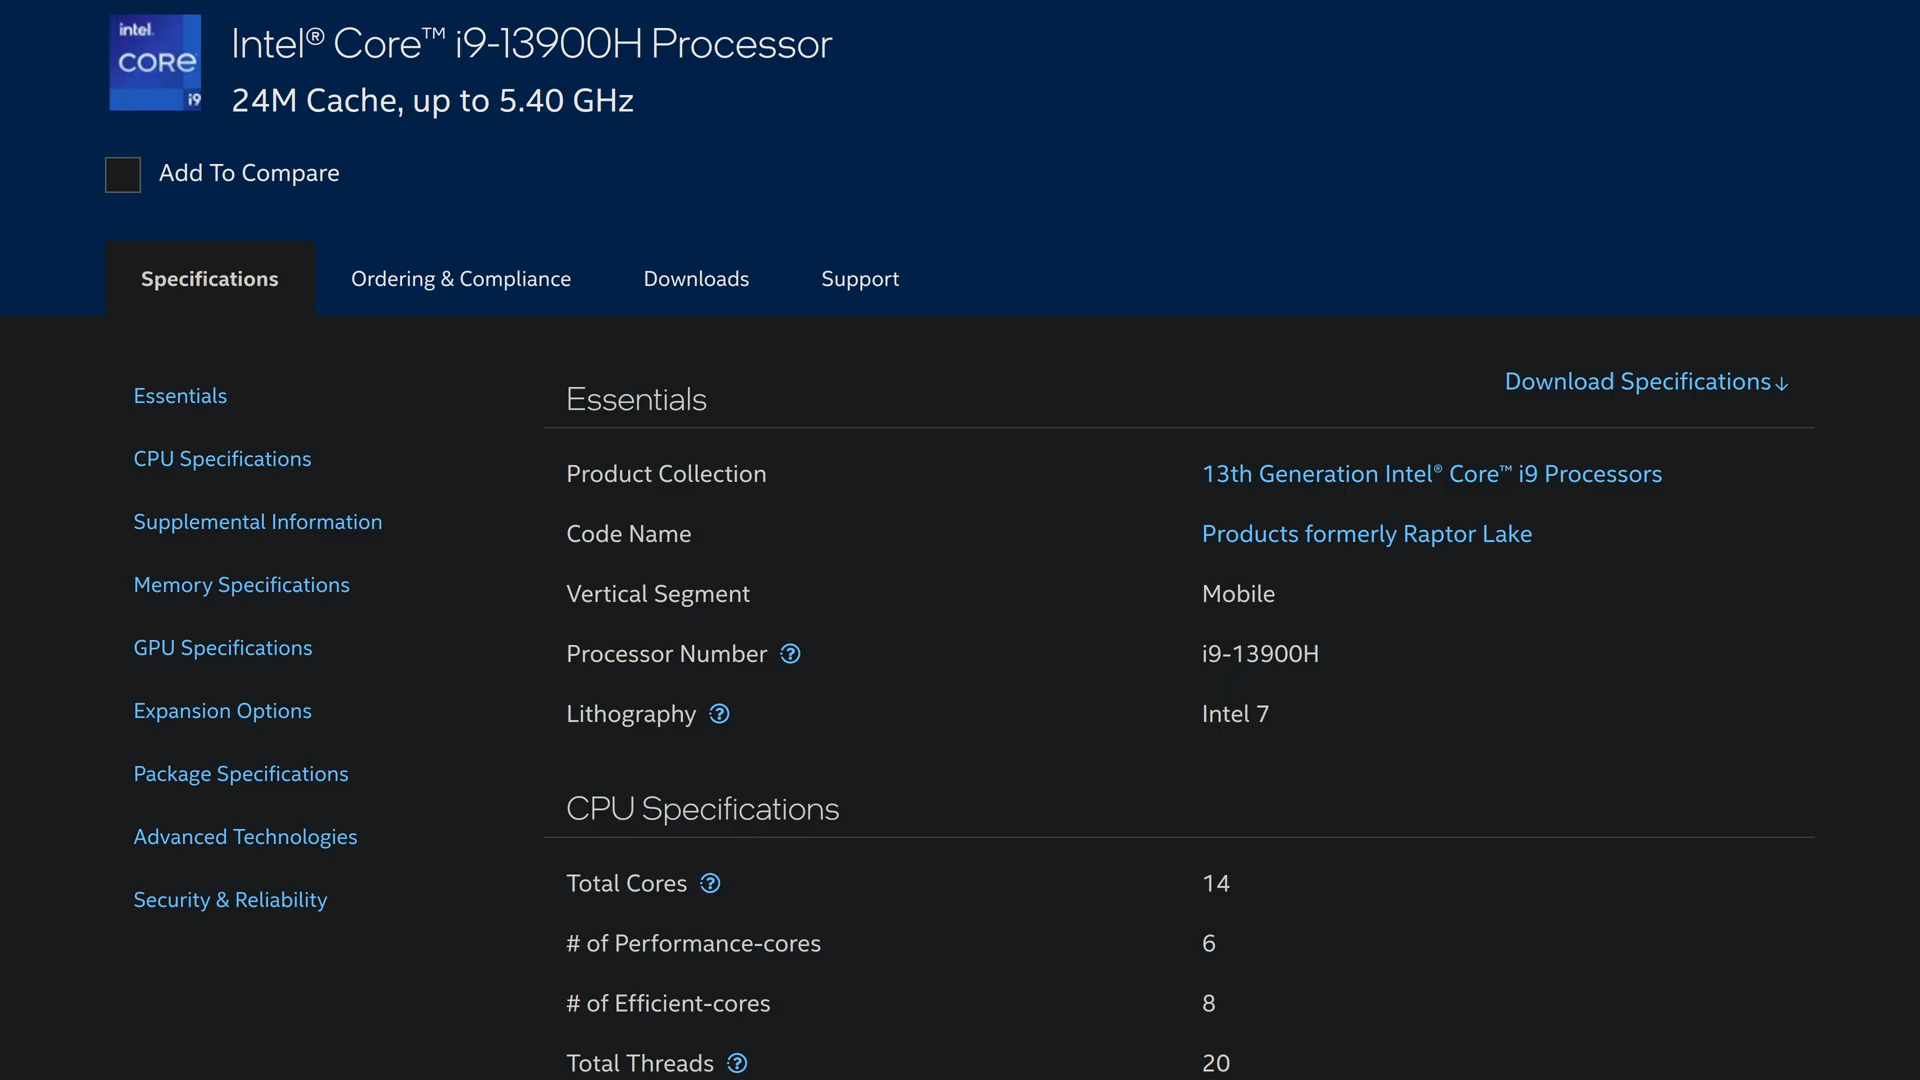 intel.
CORE
i9
Intel® Core™ i9-13900H Processor
24M Cache, up to 5.40 GHz
Add To Compare
Specifications
Ordering & Compliance
Downloads
Support
Essentials
CPU Specifications
Supplemental Information
Memory Specifications
GPU Specifications
Expansion Options
Package Specifications
Advanced Technologies
Security & Reliability
Download Specifications↓
Essentials
Product Collection 13th Generation Intel® Core™ i9 Processors
Code Name Products formerly Raptor Lake
Vertical Segment Mobile
Processor Number ? i9-13900H
Lithography ? Intel 7
CPU Specifications
Total Cores ? 14
# of Performance-cores 6
# of Efficient-cores 8
Total Threads ? 20